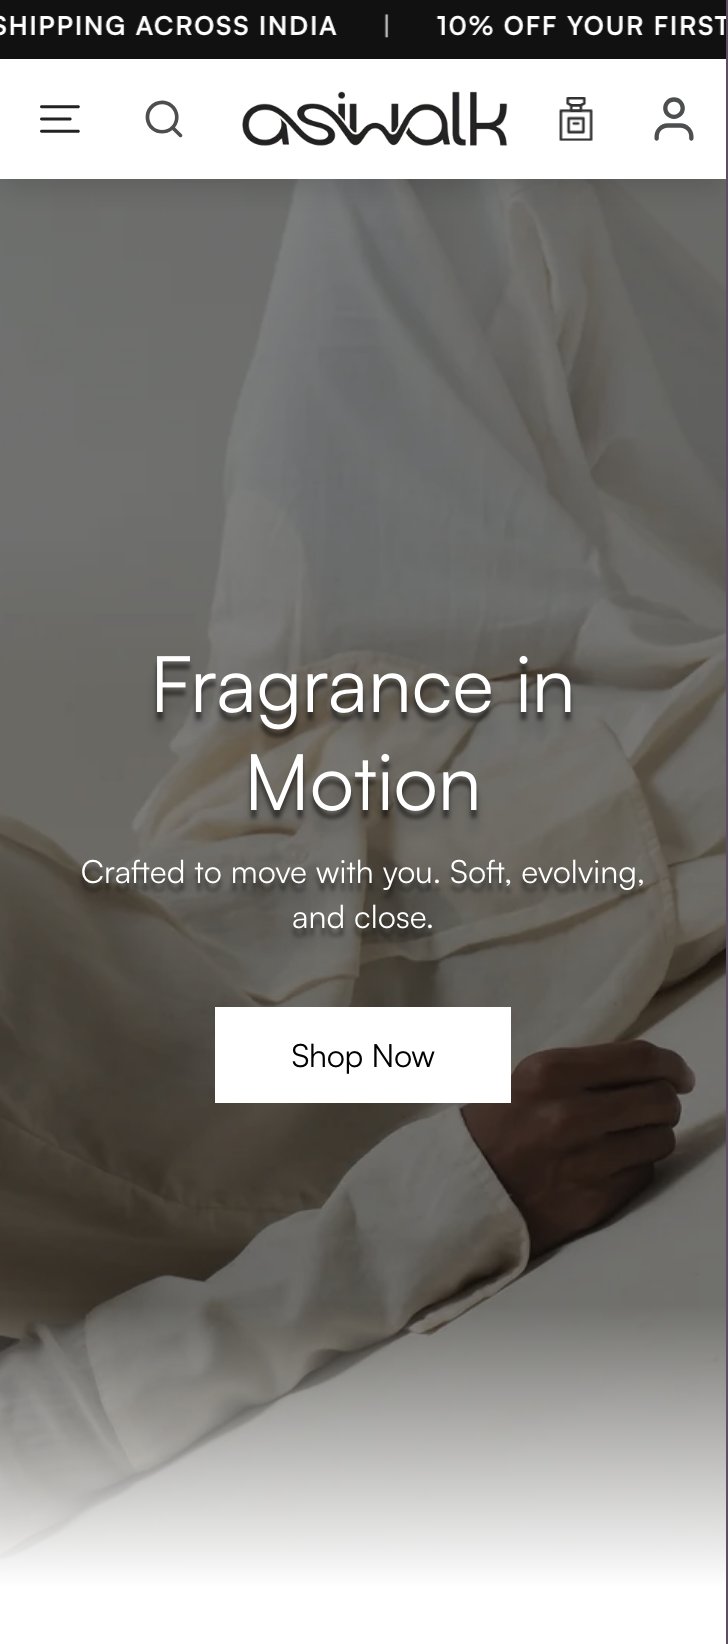 SHIPPING ACROSS INDIA | 10% OFF YOUR FIRST
asiwalk
Fragrance in
Motion
Crafted to move with you. Soft, evolving,
and close.
Shop Now